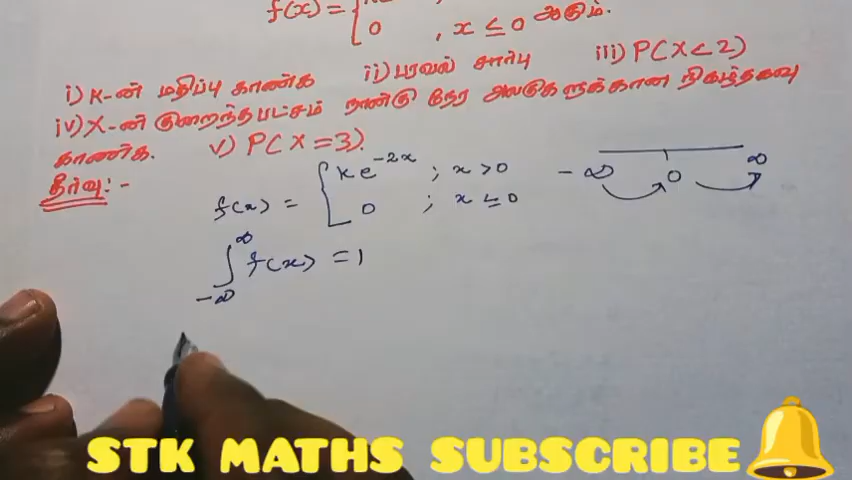 f(x) = { , x ≤ 0 ஆகும்.
0
i) K-ன் மதிப்பு காண்க ii) பரவல் சார்பு iii) P(X<2)
iv) X-ன் குறைந்தபட்சம் நான்கு நேர அலகுகளுக்கான நிகழ்தகவு
காண்க. v) P(X=3).
தீர்வு:-
f(x) = { Ke^{-2x} ; x > 0
0 ; x ≤ 0
-∞ 0 ∞
∫_{-∞}^{∞} f(x) = 1
STK MATHS SUBSCRIBE